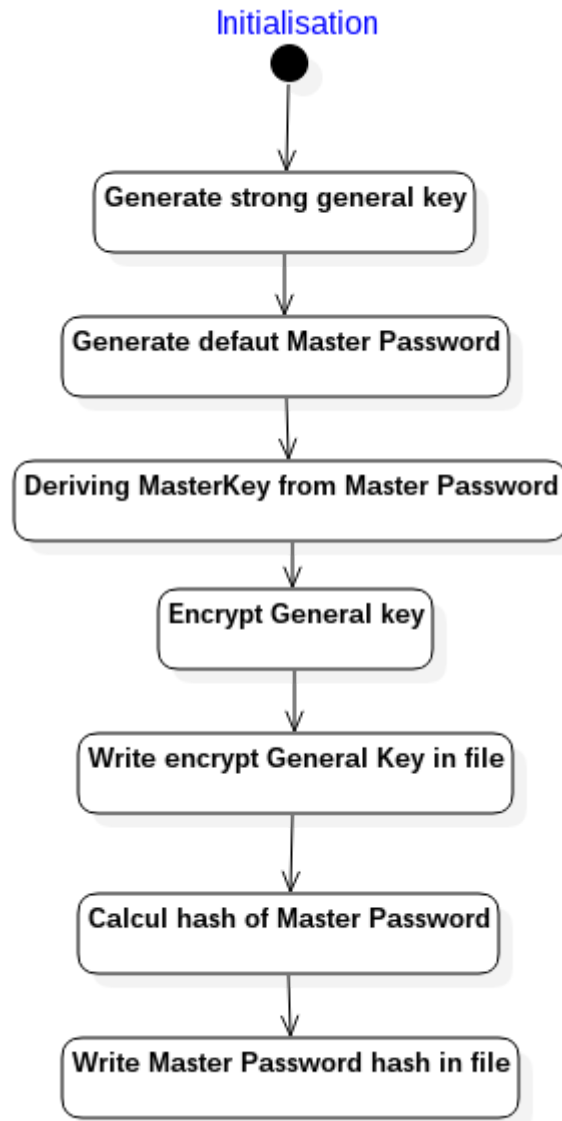 Initialisation
Generate strong general key
Generate defaut Master Password
Deriving MasterKey from Master Password
Encrypt General key
Write encrypt General Key in file
Calcul hash of Master Password
Write Master Password hash in file